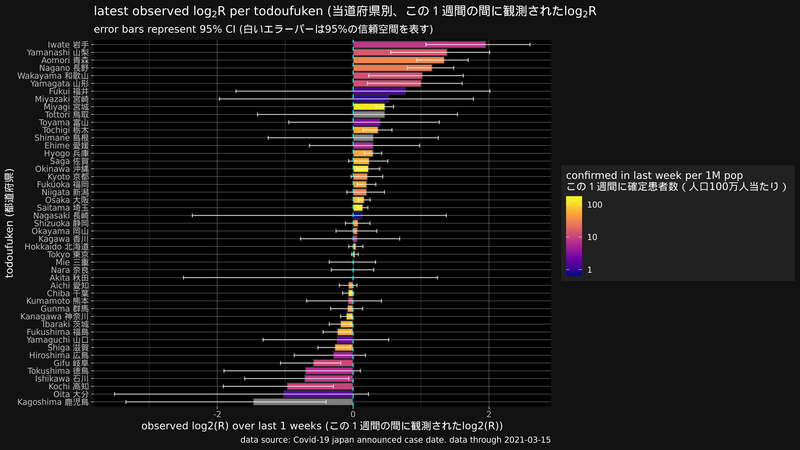 latest observed log₂R per todoufuken (当道府県別、この１週間の間に観測されたlog₂R
error bars represent 95% CI (白いエラーバーは95%の信頼空間を表す)
todoufuken (都道府県)
Iwate 岩手
Yamanashi 山梨
Aomori 青森
Nagano 長野
Wakayama 和歌山
Yamagata 山形
Fukui 福井
Miyazaki 宮崎
Miyagi 宮城
Tottori 鳥取
Toyama 富山
Tochigi 栃木
Shimane 島根
Ehime 愛媛
Hyogo 兵庫
Saga 佐賀
Okinawa 沖縄
Kyoto 京都
Fukuoka 福岡
Niigata 新潟
Osaka 大阪
Saitama 埼玉
Nagasaki 長崎
Shizuoka 静岡
Okayama 岡山
Kagawa 香川
Hokkaido 北海道
Tokyo 東京
Mie 三重
Nara 奈良
Akita 秋田
Aichi 愛知
Chiba 千葉
Kumamoto 熊本
Gunma 群馬
Kanagawa 神奈川
Ibaraki 茨城
Fukushima 福島
Yamaguchi 山口
Shiga 滋賀
Hiroshima 広島
Gifu 岐阜
Tokushima 徳島
Ishikawa 石川
Kochi 高知
Oita 大分
Kagoshima 鹿児島
-2 0 2
observed log2(R) over last 1 weeks (この１週間の間に観測されたlog2(R))
data source: Covid-19 japan announced case date. data through 2021-03-15
confirmed in last week per 1M pop
この１週間に確定患者数 ( 人口100万人当たり )
100
10
1